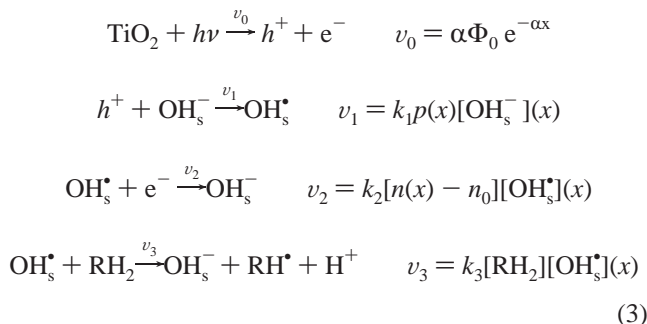 TiO₂ + hν —v₀→ h⁺ + e⁻ v₀ = αΦ₀ e^(−αx)
h⁺ + OHₛ⁻ —v₁→ OHₛ• v₁ = k₁p(x)[OHₛ⁻](x)
OHₛ• + e⁻ —v₂→ OHₛ⁻ v₂ = k₂[n(x) − n₀][OHₛ•](x)
OHₛ• + RH₂ —v₃→ OHₛ⁻ + RH• + H⁺ v₃ = k₃[RH₂][OHₛ•](x)
(3)